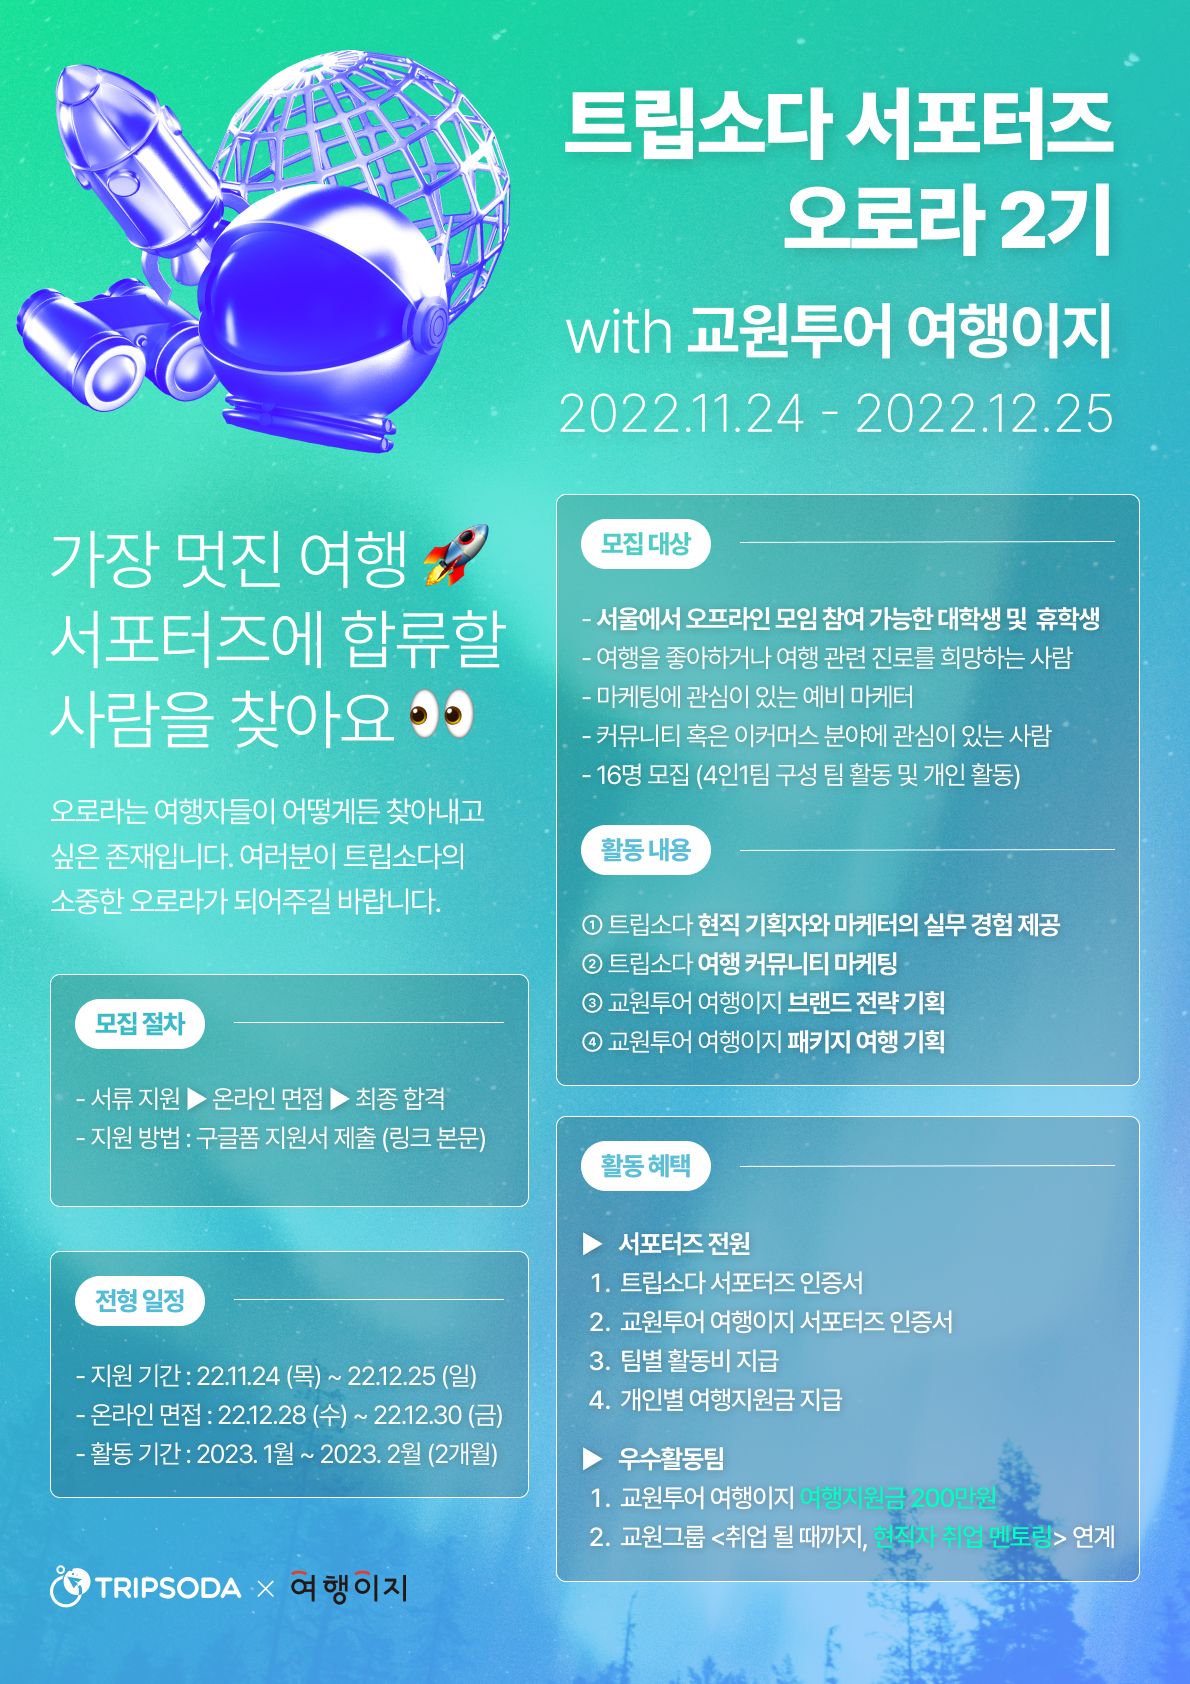 트립소다 서포터즈
오로라 2기
with 교원투어 여행이지
2022.11.24 - 2022.12.25
가장 멋진 여행 🚀
서포터즈에 합류할
사람을 찾아요 👀
오로라는 여행자들이 어떻게든 찾아내고
싶은 존재입니다. 여러분이 트립소다의
소중한 오로라가 되어주길 바랍니다.
모집 절차
- 서류 지원 ▶ 온라인 면접 ▶ 최종 합격
- 지원 방법 : 구글폼 지원서 제출 (링크 본문)
전형 일정
- 지원 기간 : 22.11.24 (목) ~ 22.12.25 (일)
- 온라인 면접 : 22.12.28 (수) ~ 22.12.30 (금)
- 활동 기간 : 2023. 1월 ~ 2023. 2월 (2개월)
모집 대상
- 서울에서 오프라인 모임 참여 가능한 대학생 및 휴학생
- 여행을 좋아하거나 여행 관련 진로를 희망하는 사람
- 마케팅에 관심이 있는 예비 마케터
- 커뮤니티 혹은 이커머스 분야에 관심이 있는 사람
- 16명 모집 (4인1팀 구성 팀 활동 및 개인 활동)
활동 내용
① 트립소다 현직 기획자와 마케터의 실무 경험 제공
② 트립소다 여행 커뮤니티 마케팅
③ 교원투어 여행이지 브랜드 전략 기획
④ 교원투어 여행이지 패키지 여행 기획
활동 혜택
▶ 서포터즈 전원
1. 트립소다 서포터즈 인증서
2. 교원투어 여행이지 서포터즈 인증서
3. 팀별 활동비 지급
4. 개인별 여행지원금 지급
▶ 우수활동팀
1. 교원투어 여행이지 여행지원금 200만원
2. 교원그룹 <취업 될 때까지, 현직자 취업 멘토링> 연계
TRIPSODA × 여행이지